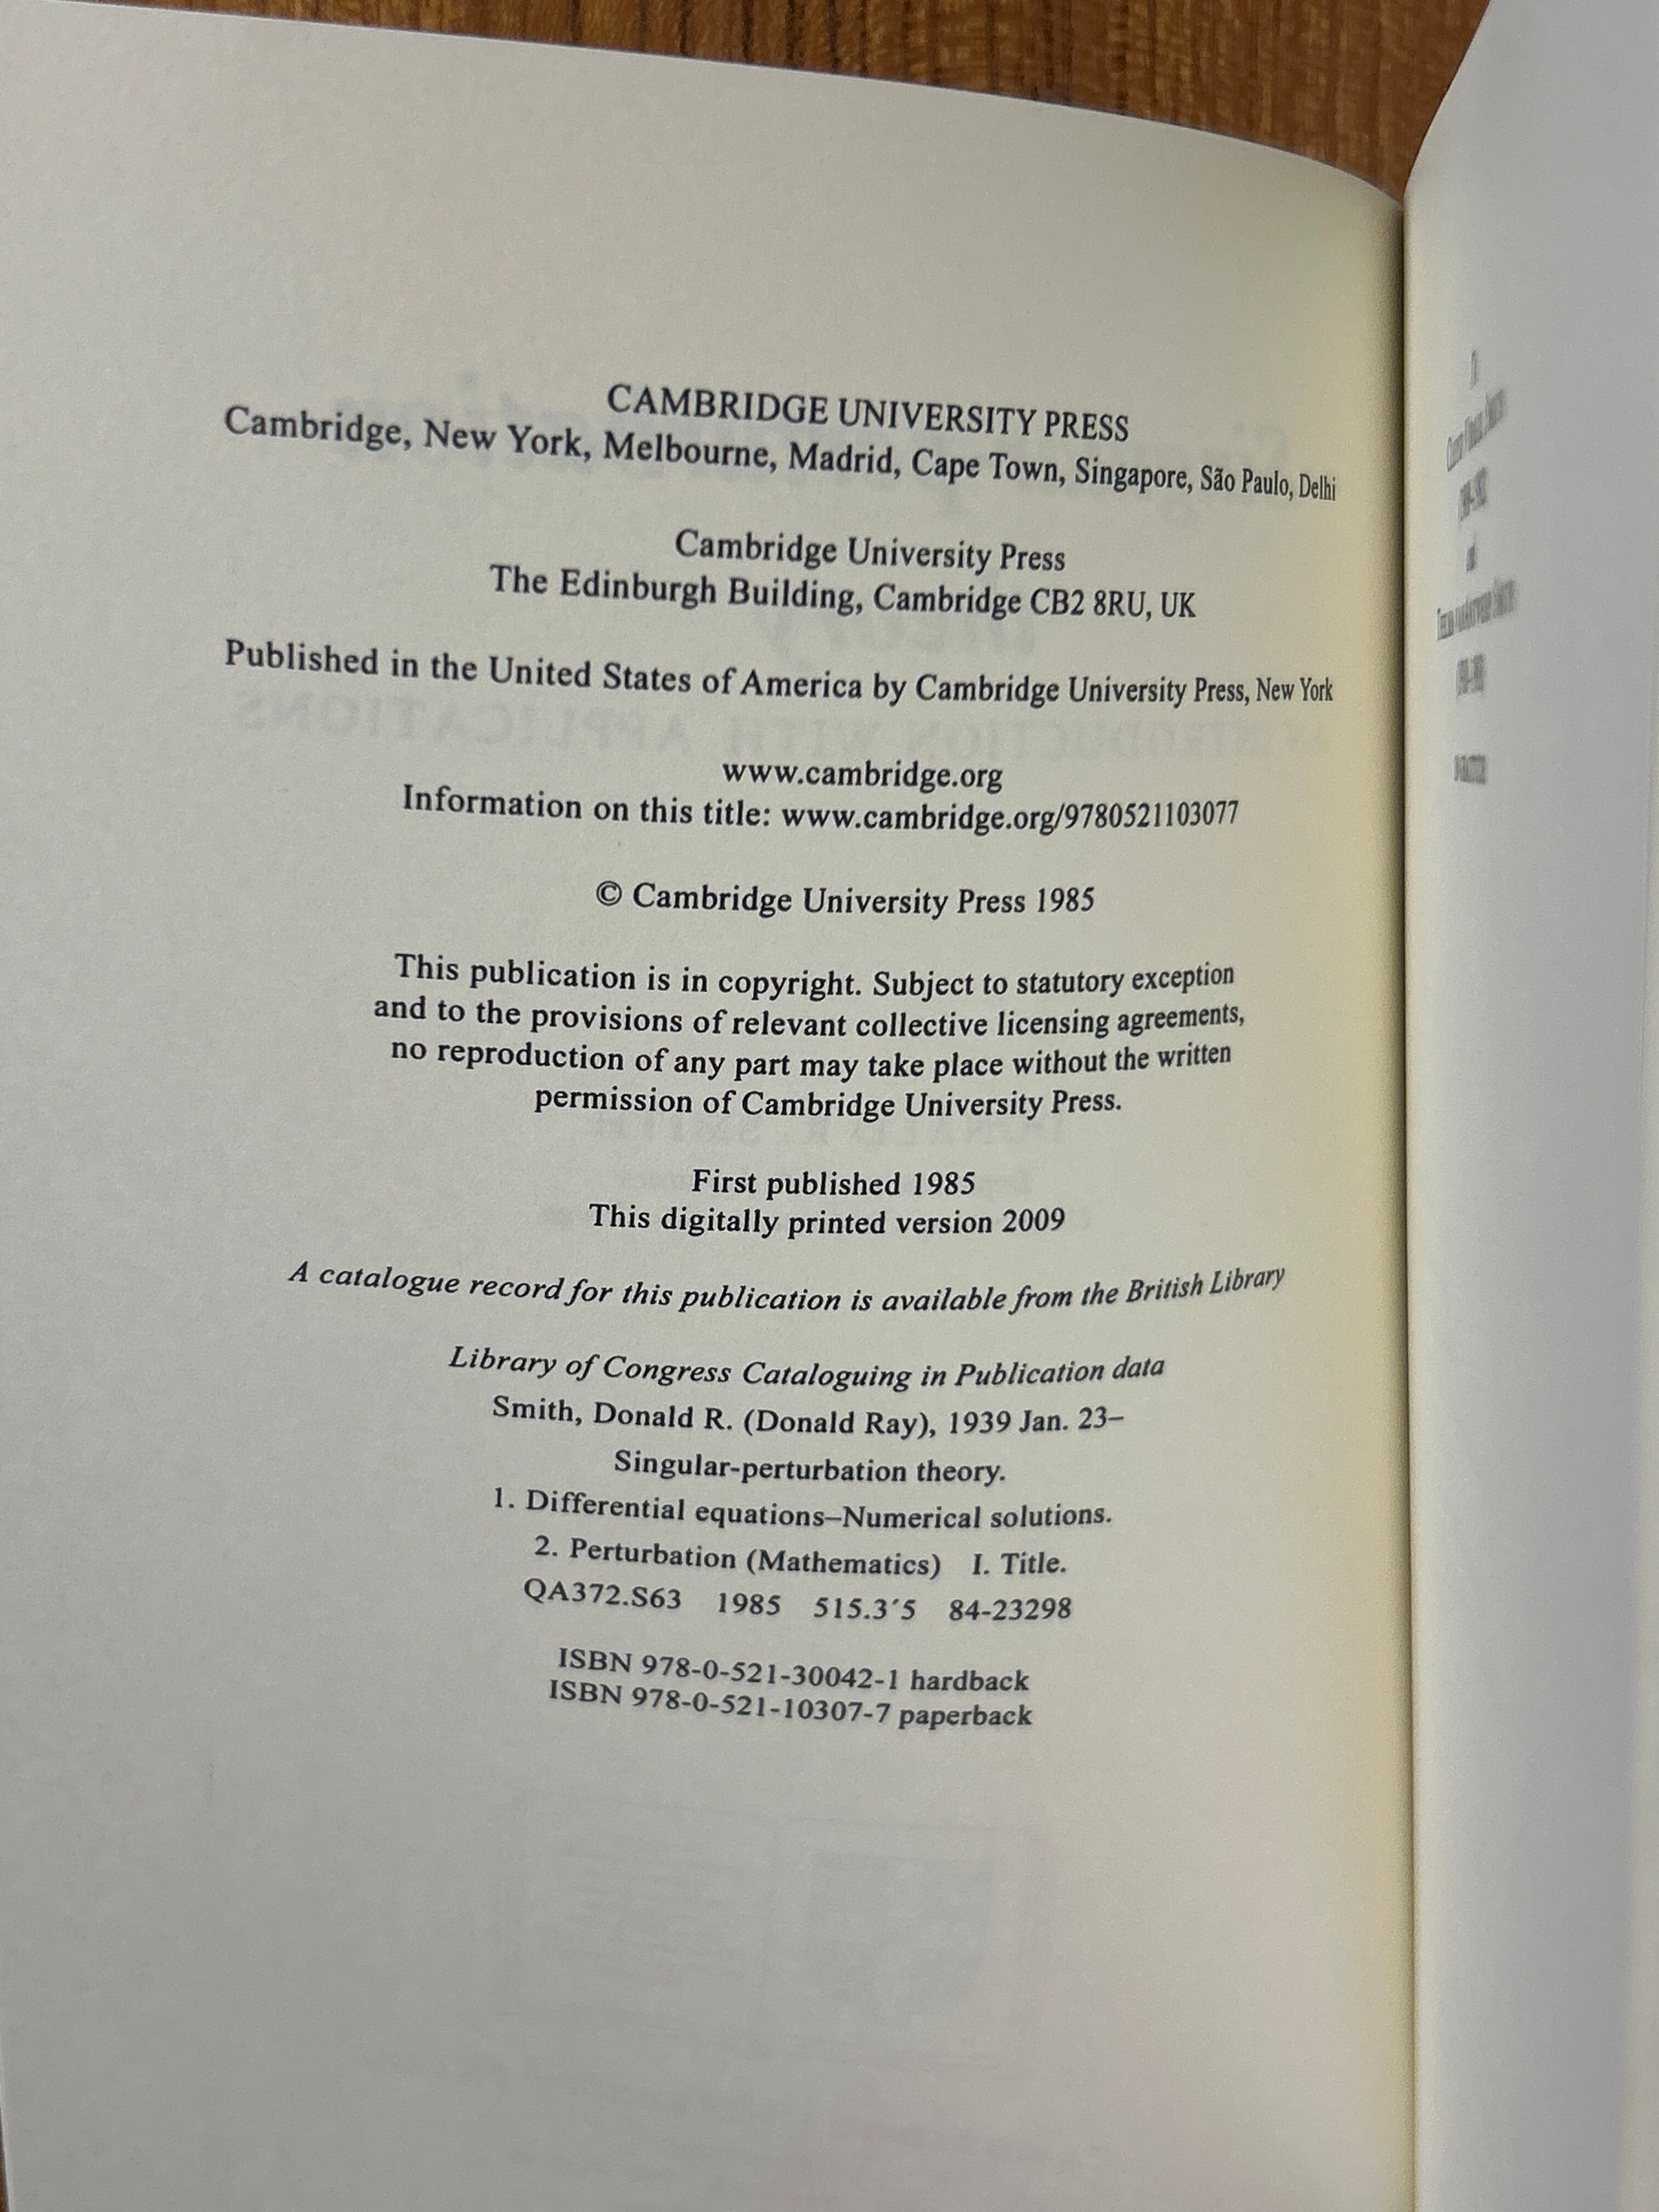 CAMBRIDGE UNIVERSITY PRESS
Cambridge, New York, Melbourne, Madrid, Cape Town, Singapore, São Paulo, Delhi
Cambridge University Press
The Edinburgh Building, Cambridge CB2 8RU, UK
Published in the United States of America by Cambridge University Press, New York
www.cambridge.org
Information on this title: www.cambridge.org/9780521103077
© Cambridge University Press 1985
This publication is in copyright. Subject to statutory exception
and to the provisions of relevant collective licensing agreements,
no reproduction of any part may take place without the written
permission of Cambridge University Press.
First published 1985
This digitally printed version 2009
A catalogue record for this publication is available from the British Library
Library of Congress Cataloguing in Publication data
Smith, Donald R. (Donald Ray), 1939 Jan. 23–
Singular-perturbation theory.
1. Differential equations–Numerical solutions.
2. Perturbation (Mathematics) I. Title.
QA372.S63 1985 515.3´5 84-23298
ISBN 978-0-521-30042-1 hardback
ISBN 978-0-521-10307-7 paperback